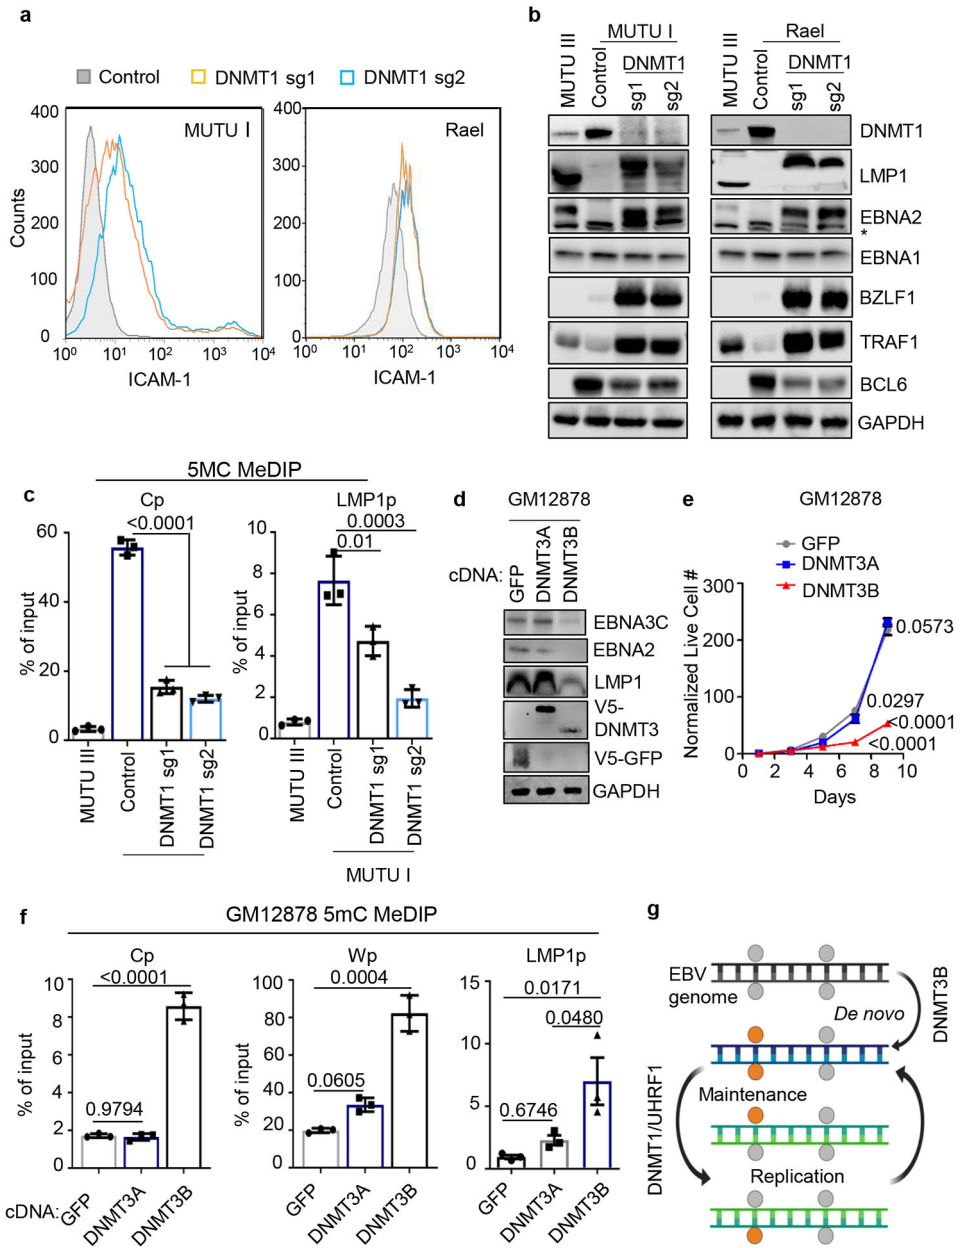 a
Control
DNMT1 sg1
DNMT1 sg2
400
300
200
100
0
Counts
MUTU I
10⁰ 10¹ 10² 10³ 10⁴
ICAM-1
400
300
200
100
0
Rael
10⁰ 10¹ 10² 10³ 10⁴
ICAM-1
b
MUTU III
MUTU I
Control
DNMT1
sg1
sg2
MUTU III
Rael
Control
DNMT1
sg1
sg2
DNMT1
LMP1
EBNA2
*
EBNA1
BZLF1
TRAF1
BCL6
GAPDH
5MC MeDIP
c
Cp
<0.0001
60
40
20
0
% of input
MUTU III
Control
DNMT1 sg1
DNMT1 sg2
LMP1p
0.0003
0.01
10
8
6
4
2
0
% of input
MUTU III
Control
DNMT1 sg1
DNMT1 sg2
MUTU I
d
GM12878
cDNA:
GFP
DNMT3A
DNMT3B
EBNA3C
EBNA2
LMP1
V5-
DNMT3
V5-GFP
GAPDH
e
GM12878
GFP
DNMT3A
DNMT3B
300
200
100
0
Normalized Live Cell #
0.0573
0.0297
<0.0001
<0.0001
0 2 4 6 8 10
Days
f
GM12878 5mC MeDIP
Cp
<0.0001
0.9794
10
8
6
4
2
0
% of input
cDNA:
GFP
DNMT3A
DNMT3B
Wp
0.0004
0.0605
100
80
60
40
20
0
% of input
GFP
DNMT3A
DNMT3B
LMP1p
0.0171
0.0480
0.6746
15
10
5
0
GFP
DNMT3A
DNMT3B
g
EBV
genome
De novo
DNMT3B
Maintenance
DNMT1/UHRF1
Replication